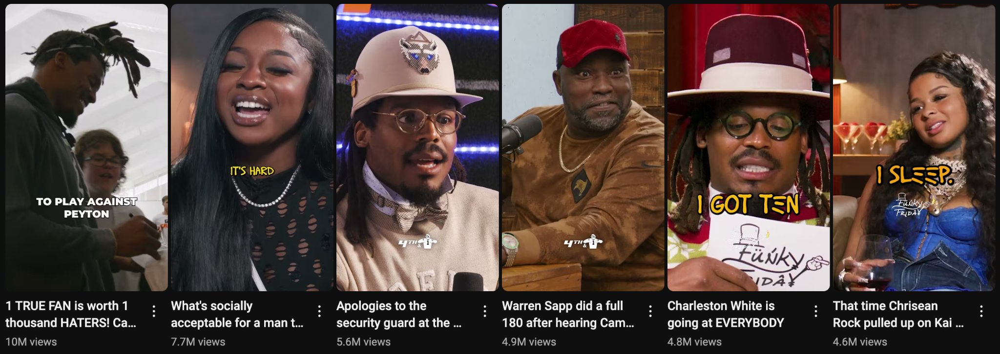 TO PLAY AGAINST
PEYTON
IT'S HARD
4TH
&
1
4TH
&
1
I GOT TEN
FÜNKY
FRIDAY
I SLEEP.
FÜNKY
FRIDAY
1 TRUE FAN is worth 1
thousand HATERS! Ca...
10M views
What's socially
acceptable for a man t...
7.7M views
Apologies to the
security guard at the ...
5.6M views
Warren Sapp did a full
180 after hearing Cam...
4.9M views
Charleston White is
going at EVERYBODY
4.8M views
That time Chrisean
Rock pulled up on Kai ...
4.6M views